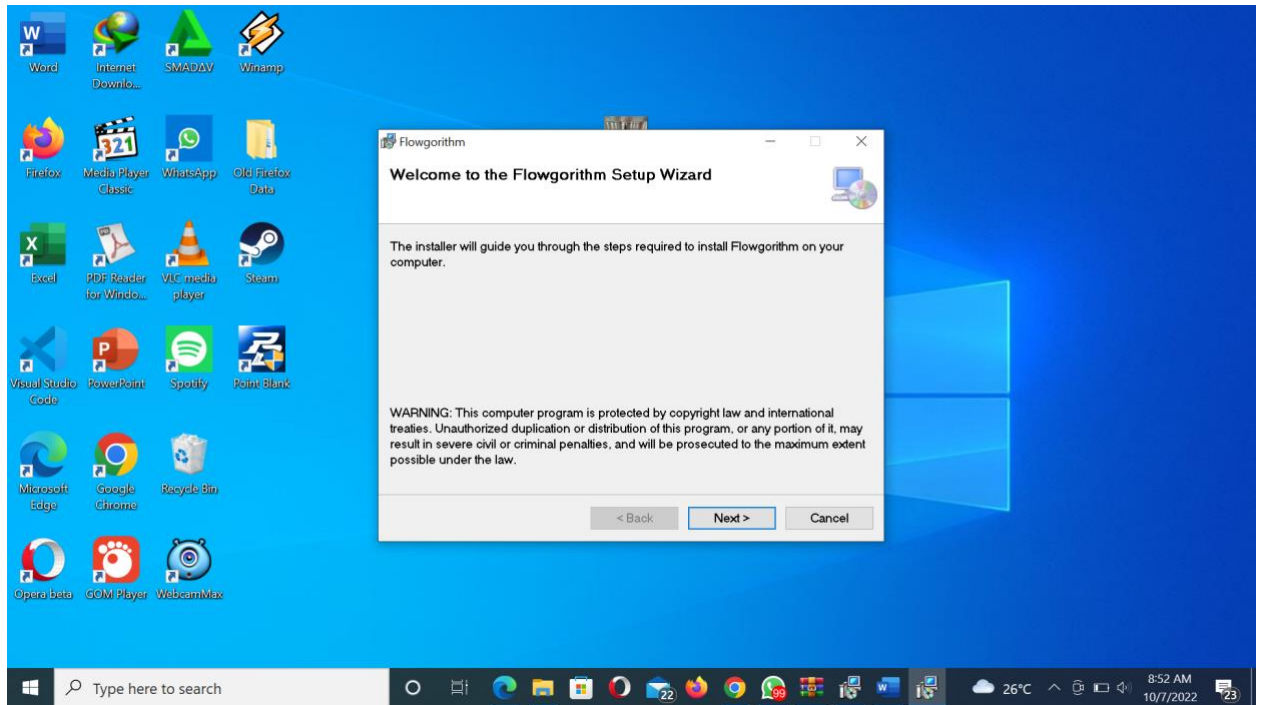 W
Word
Internet
Downlo...
SMADΔV
Winamp
Firefox
321
Media Player
Classic
WhatsApp
Old Firefox
Data
X
Excel
PDF Reader
for Windo...
VLC media
player
Steam
Visual Studio
Code
P
PowerPoint
Spotify
Point Blank
Microsoft
Edge
Google
Chrome
Recycle Bin
Opera beta
GOM Player
WebcamMax
Flowgorithm
Welcome to the Flowgorithm Setup Wizard
The installer will guide you through the steps required to install Flowgorithm on your
computer.
WARNING: This computer program is protected by copyright law and international
treaties. Unauthorized duplication or distribution of this program, or any portion of it, may
result in severe civil or criminal penalties, and will be prosecuted to the maximum extent
possible under the law.
< Back
Next >
Cancel
Type here to search
22
99
W
26°C
8:52 AM
10/7/2022
23